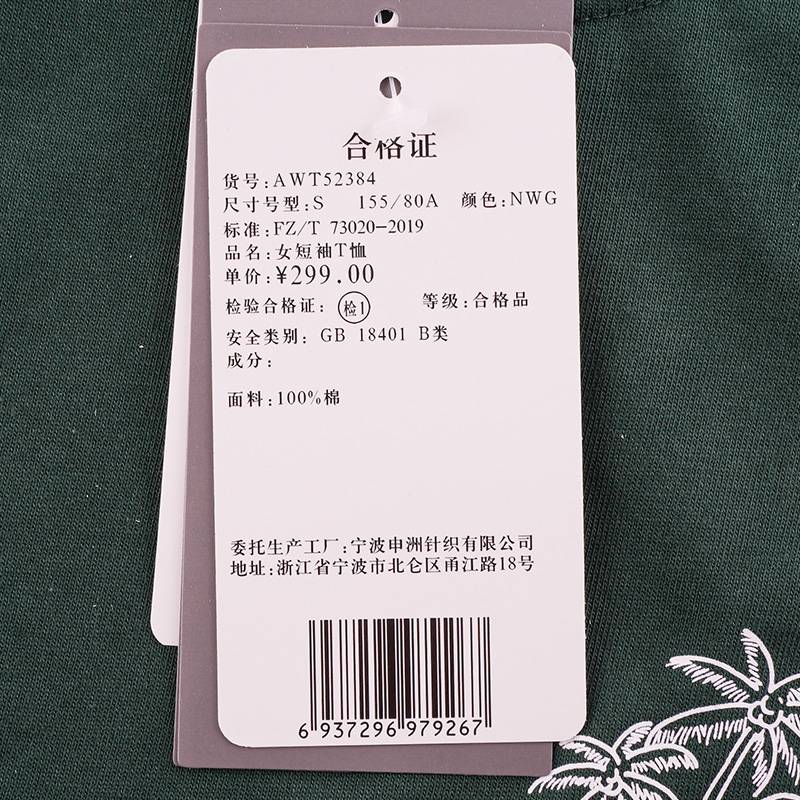 合格证
货号:AWT52384
尺寸号型:S 155/80A 颜色:NWG
标准:FZ/T 73020-2019
品名:女短袖T恤
单价:¥299.00
检验合格证: 检1 等级:合格品
安全类别: GB 18401 B类
成分:
面料:100%棉
委托生产工厂:宁波申洲针织有限公司
地址:浙江省宁波市北仑区甬江路18号
6 937296 979267